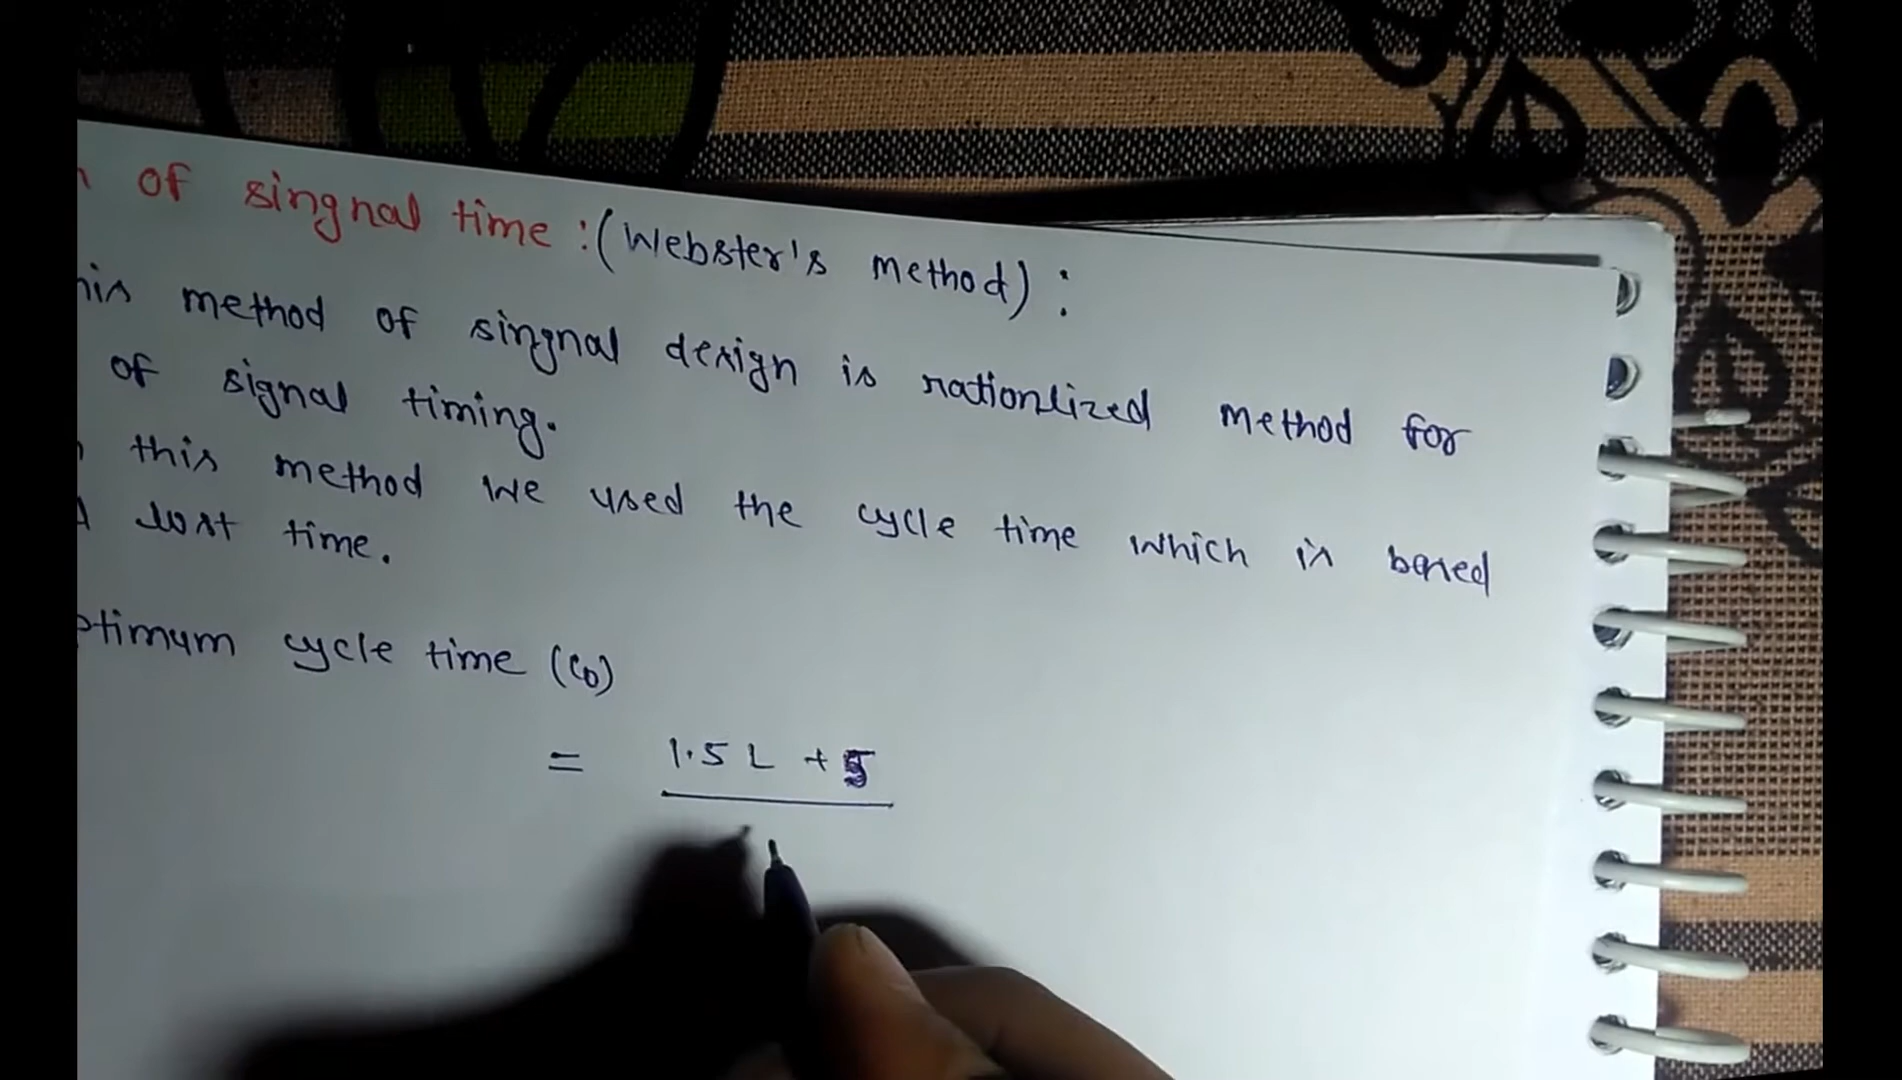 of singnal time : (Webster's method) :
method of singnal design is rationlized method for
of signal timing.
this method we used the cycle time which is based
lost time.
cycle time (C0)
= 1.5 L + 5